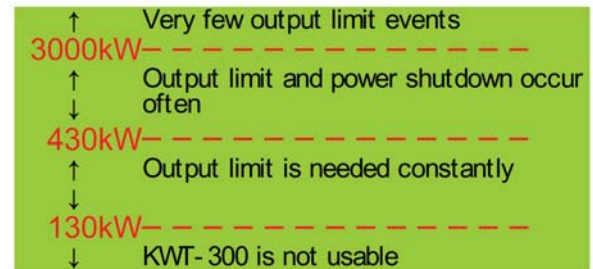 ↑ Very few output limit events
3000kW
↑ Output limit and power shutdown occur
↓ often
430kW
↑ Output limit is needed constantly
↓
130kW
↓ KWT-300 is not usable